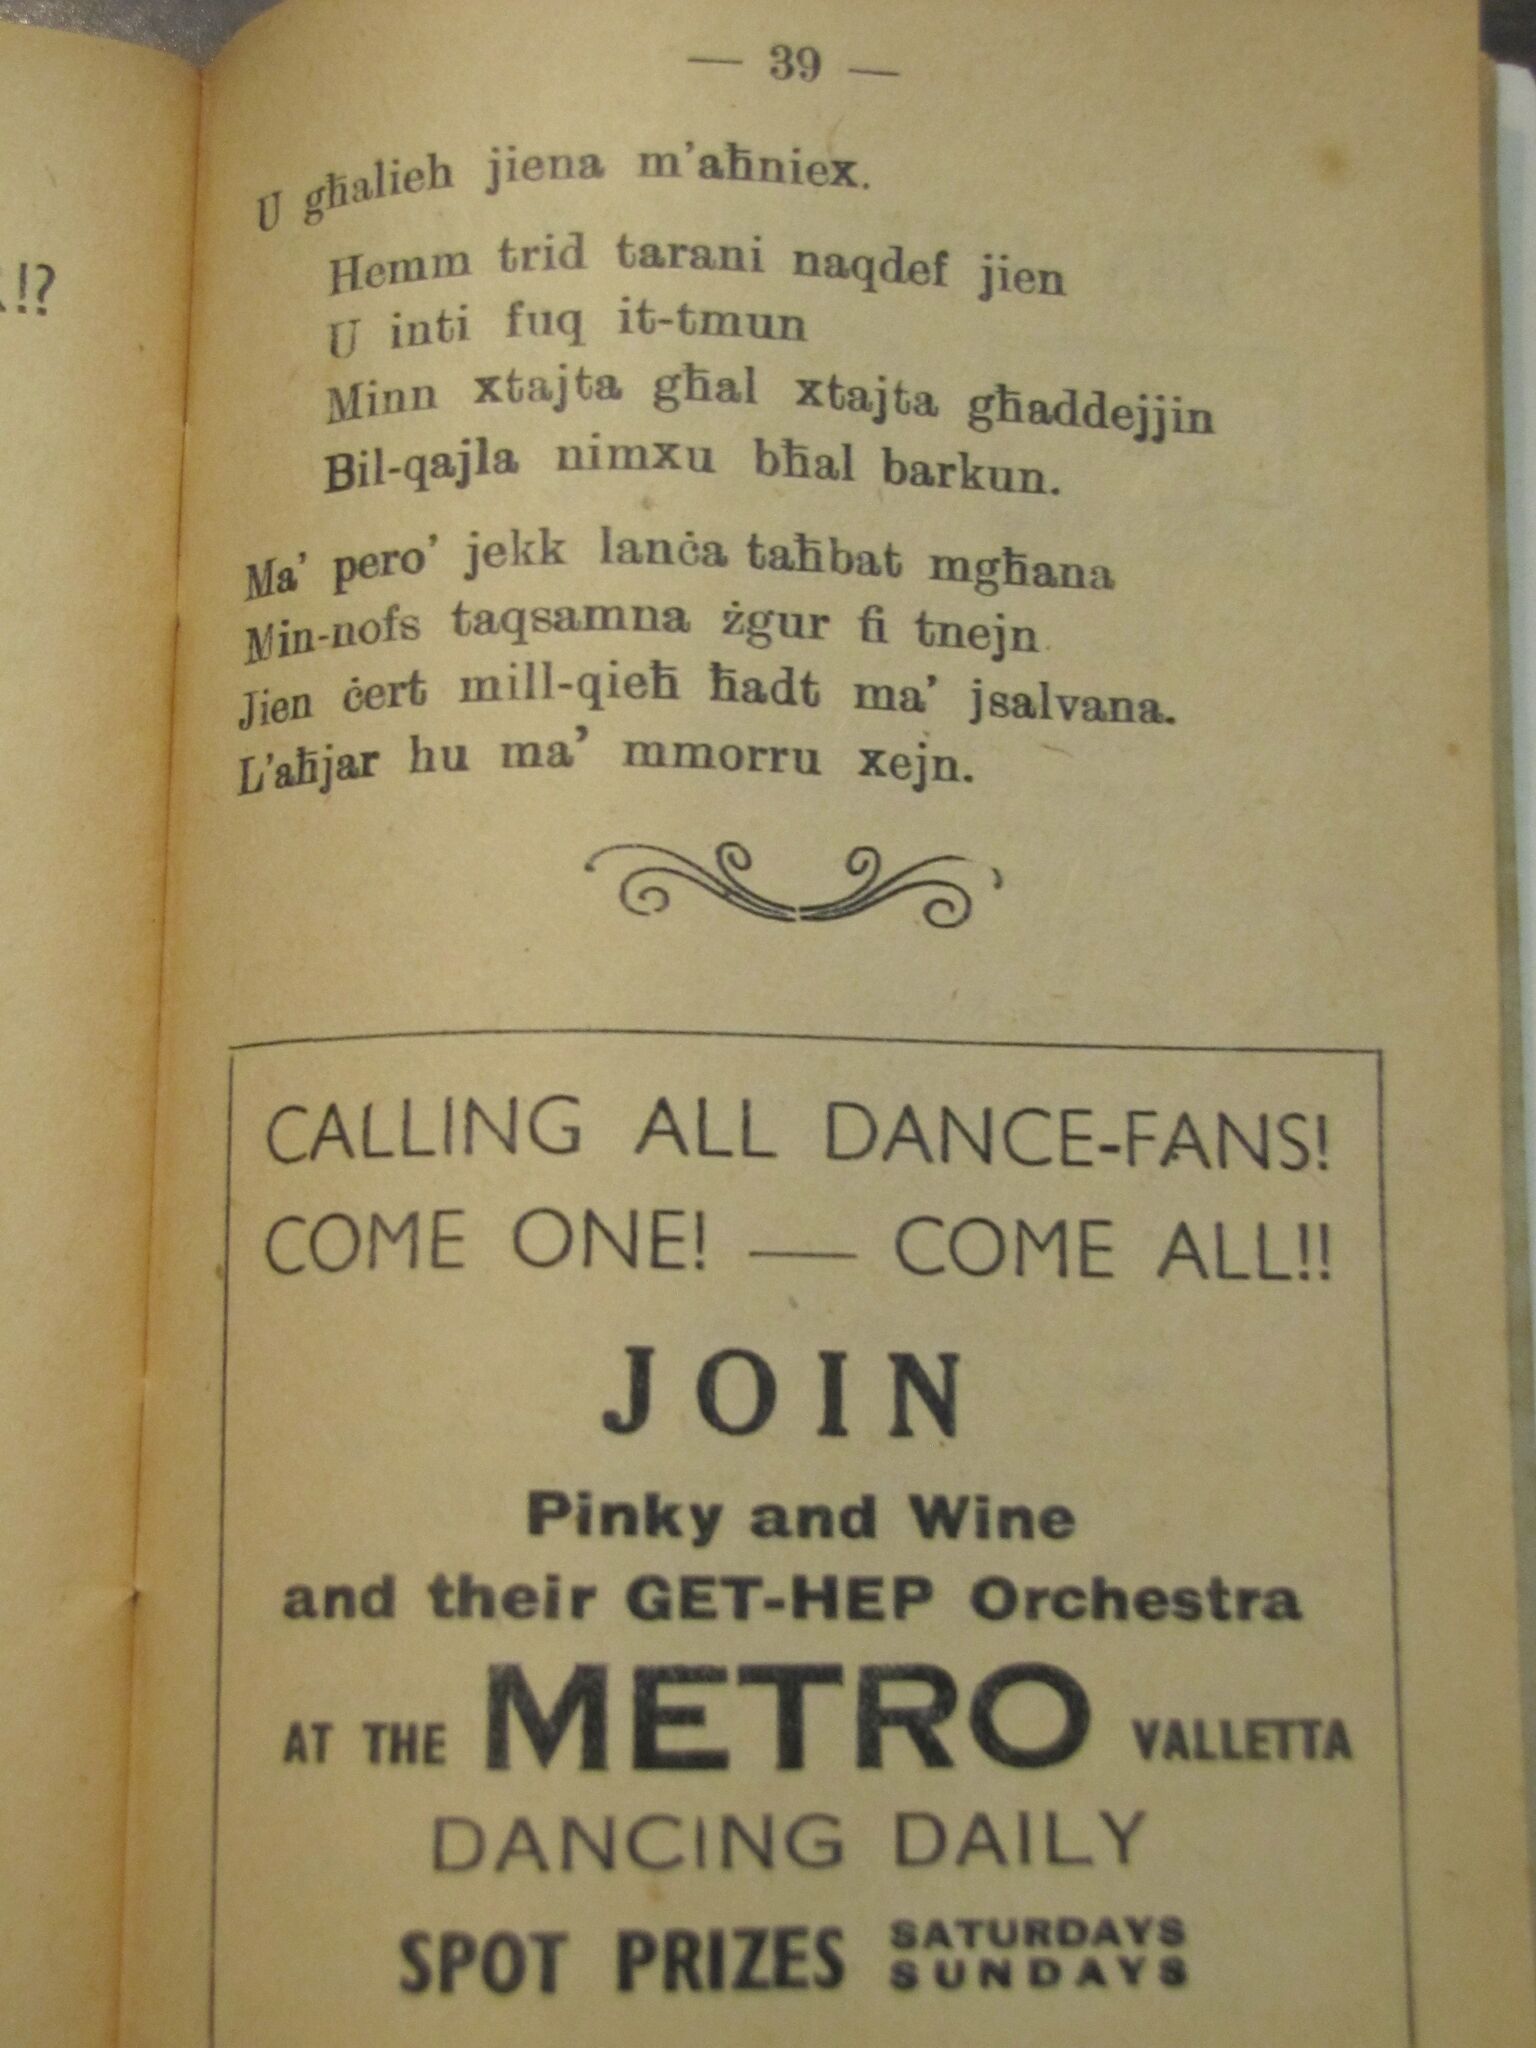 — 39 —
U għalieh jiena m'aħniex.
Hemm trid tarani naqdef jien
U inti fuq it-tmun
Minn xtajta għal xtajta għaddejjin
Bil-qajla nimxu bħal barkun.
Ma' pero' jekk lanċa taħbat mgħana
Min-nofs taqsamna żgur fi tnejn
Jien ċert mill-qieħ ħadt ma' jsalvana.
L'aħjar hu ma' mmorru xejn.
!?
CALLING ALL DANCE-FANS!
COME ONE! — COME ALL!!
JOIN
Pinky and Wine
and their GET-HEP Orchestra
AT THE METRO VALLETTA
DANCING DAILY
SPOT PRIZES SATURDAYS
SUNDAYS